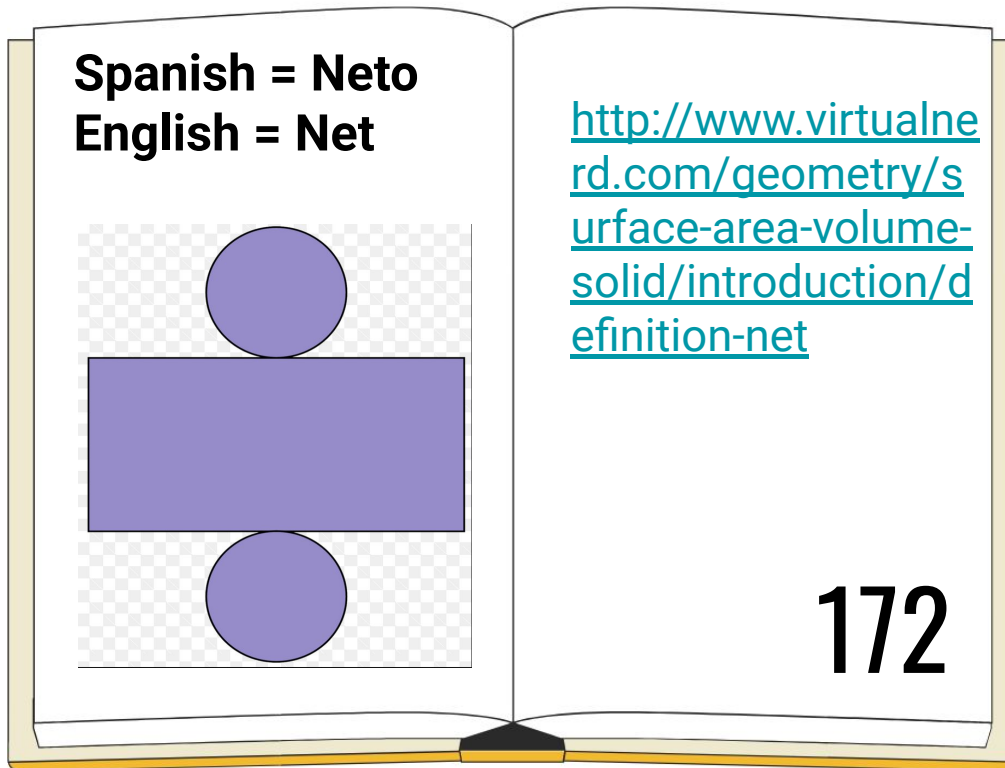 Spanish = Neto
English = Net
http://www.virtualne
rd.com/geometry/s
urface-area-volume-
solid/introduction/d
efinition-net
172